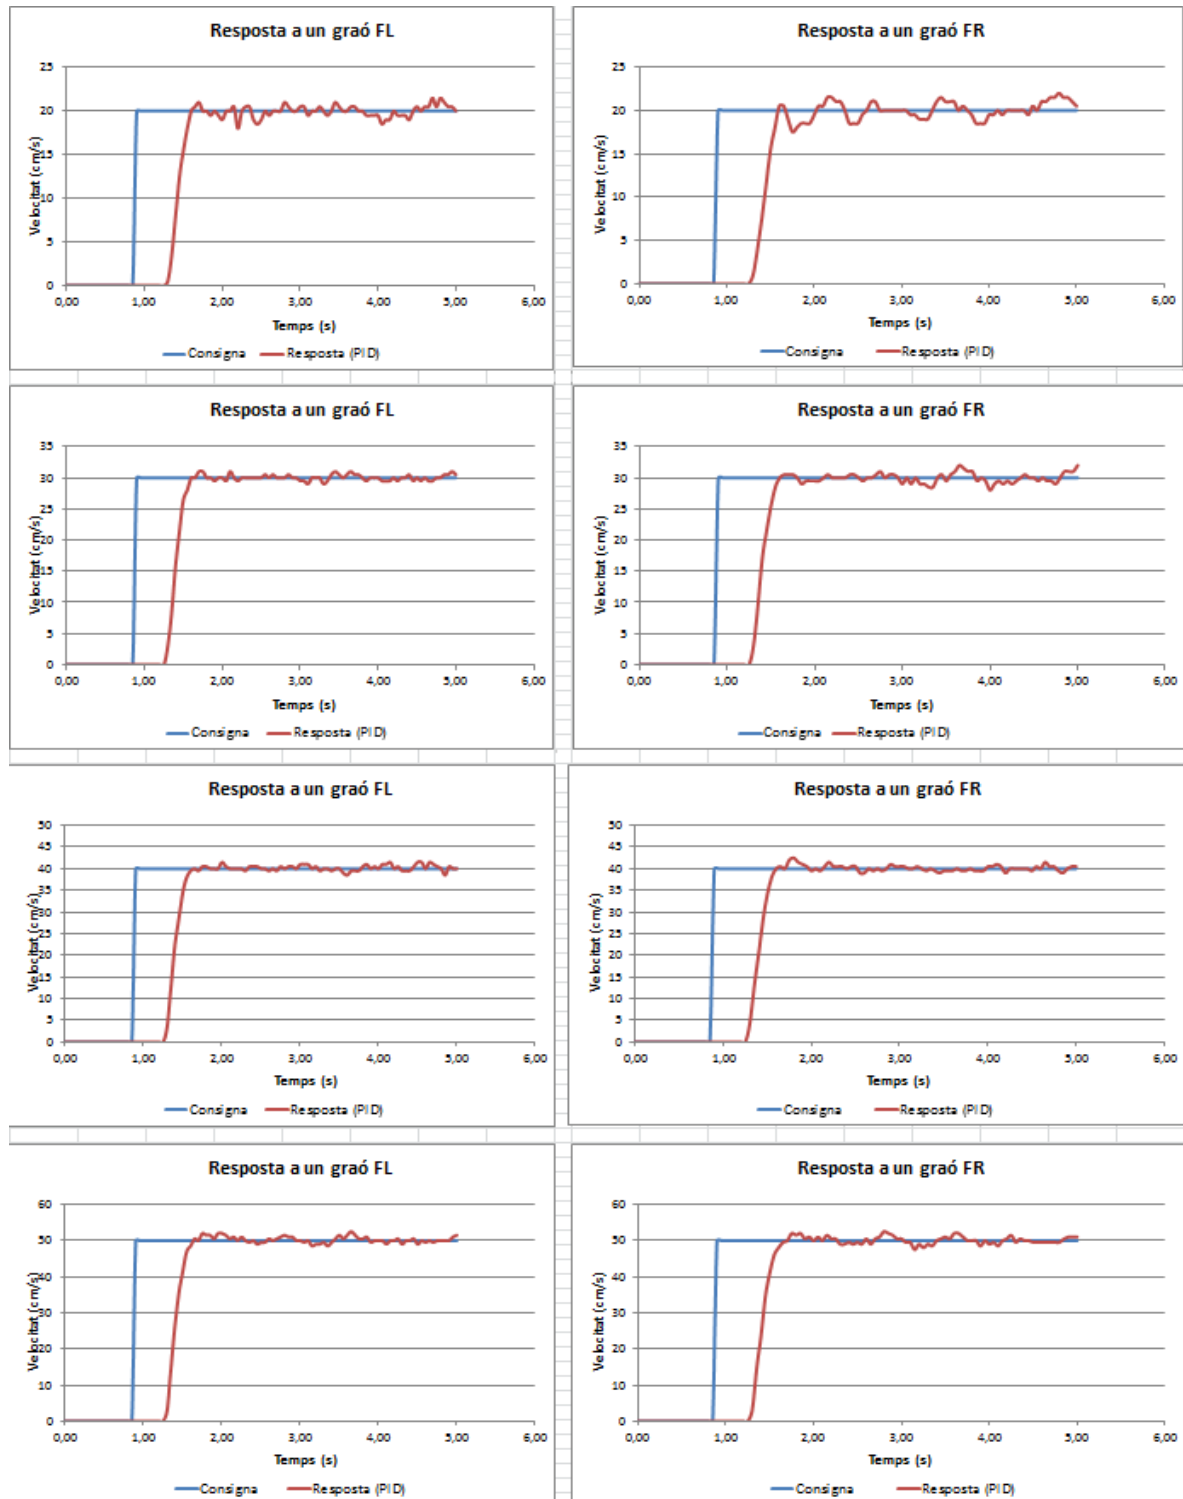 Resposta a un graó FL
Velocitat (cm/s)
25
20
15
10
5
0
0,00 1,00 2,00 3,00 4,00 5,00 6,00
Temps (s)
Consigna Resposta (PID)
Resposta a un graó FR
Velocitat (cm/s)
25
20
15
10
5
0
0,00 1,00 2,00 3,00 4,00 5,00 6,00
Temps (s)
Consigna Resposta (PID)
Resposta a un graó FL
Velocitat (cm/s)
35
30
25
20
15
10
5
0
0,00 1,00 2,00 3,00 4,00 5,00 6,00
Temps (s)
Consigna Resposta (PID)
Resposta a un graó FR
Velocitat (cm/s)
35
30
25
20
15
10
5
0
0,00 1,00 2,00 3,00 4,00 5,00 6,00
Temps (s)
Consigna Resposta (PID)
Resposta a un graó FL
Velocitat (cm/s)
50
45
40
35
30
25
20
15
10
5
0
0,00 1,00 2,00 3,00 4,00 5,00 6,00
Temps (s)
Consigna Resposta (PID)
Resposta a un graó FR
Velocitat (cm/s)
50
45
40
35
30
25
20
15
10
5
0
0,00 1,00 2,00 3,00 4,00 5,00 6,00
Temps (s)
Consigna Resposta (PID)
Resposta a un graó FL
Velocitat (cm/s)
60
50
40
30
20
10
0
0,00 1,00 2,00 3,00 4,00 5,00 6,00
Temps (s)
Consigna Resposta (PID)
Resposta a un graó FR
Velocitat (cm/s)
60
50
40
30
20
10
0
0,00 1,00 2,00 3,00 4,00 5,00 6,00
Temps (s)
Consigna Resposta (PID)